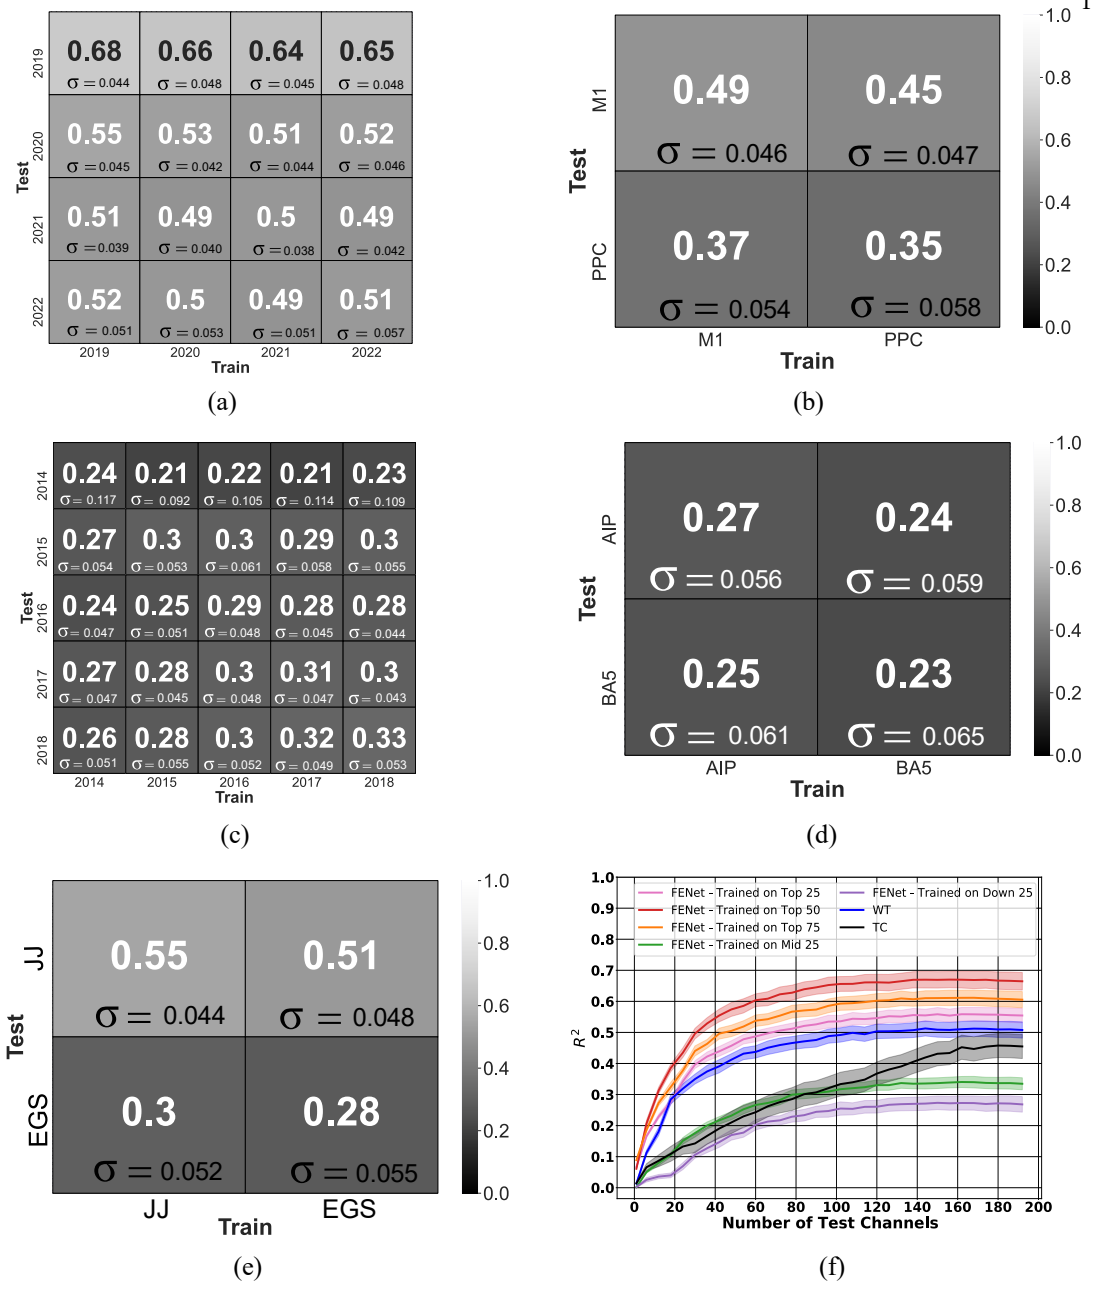 1
0.68 0.66 0.64 0.65
σ = 0.044 σ = 0.048 σ = 0.045 σ = 0.048
2019
0.55 0.53 0.51 0.52
σ = 0.045 σ = 0.042 σ = 0.044 σ = 0.046
2020
Test
0.51 0.49 0.5 0.49
σ = 0.039 σ = 0.040 σ = 0.038 σ = 0.042
2021
0.52 0.5 0.49 0.51
σ = 0.051 σ = 0.053 σ = 0.051 σ = 0.057
2022
2019 2020 2021 2022
Train
(a)
0.49 0.45
σ = 0.046 σ = 0.047
M1
Test
0.37 0.35
σ = 0.054 σ = 0.058
PPC
M1 PPC
Train
1.0
0.8
0.6
0.4
0.2
0.0
(b)
0.24 0.21 0.22 0.21 0.23
σ = 0.117 σ = 0.092 σ = 0.105 σ = 0.114 σ = 0.109
2014
0.27 0.3 0.3 0.29 0.3
σ = 0.054 σ = 0.053 σ = 0.061 σ = 0.058 σ = 0.055
2015
0.24 0.25 0.29 0.28 0.28
σ = 0.047 σ = 0.051 σ = 0.048 σ = 0.045 σ = 0.044
2016
Test
0.27 0.28 0.3 0.31 0.3
σ = 0.047 σ = 0.045 σ = 0.048 σ = 0.047 σ = 0.043
2017
0.26 0.28 0.3 0.32 0.33
σ = 0.051 σ = 0.055 σ = 0.052 σ = 0.049 σ = 0.053
2018
2014 2015 2016 2017 2018
Train
(c)
0.27 0.24
σ = 0.056 σ = 0.059
AIP
Test
0.25 0.23
σ = 0.061 σ = 0.065
BA5
AIP BA5
Train
1.0
0.8
0.6
0.4
0.2
0.0
(d)
0.55 0.51
σ = 0.044 σ = 0.048
JJ
Test
0.3 0.28
σ = 0.052 σ = 0.055
EGS
JJ EGS
Train
1.0
0.8
0.6
0.4
0.2
0.0
(e)
FENet - Trained on Top 25
FENet - Trained on Top 50
FENet - Trained on Top 75
FENet - Trained on Mid 25
FENet - Trained on Down 25
WT
TC
1.0
0.9
0.8
0.7
0.6
0.5
0.4
0.3
0.2
0.1
0.0
R²
0 20 40 60 80 100 120 140 160 180 200
Number of Test Channels
(f)